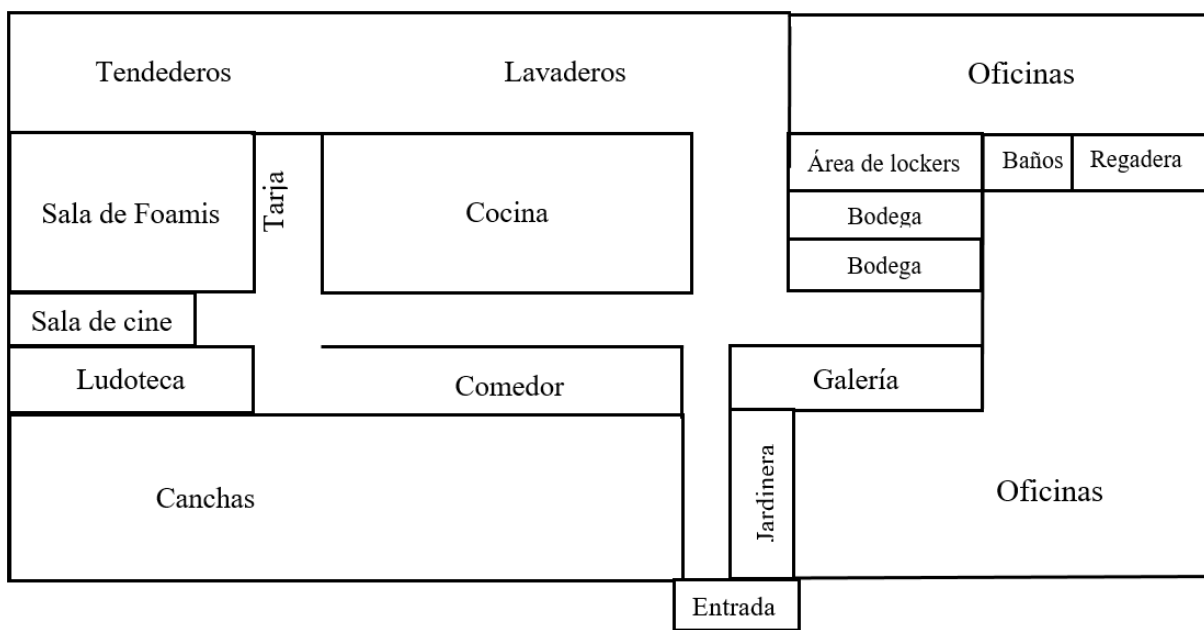 Tendederos
Lavaderos
Oficinas
Área de lockers
Baños
Regadera
Sala de Foamis
Tarja
Cocina
Bodega
Bodega
Sala de cine
Ludoteca
Comedor
Galería
Canchas
Jardinera
Oficinas
Entrada